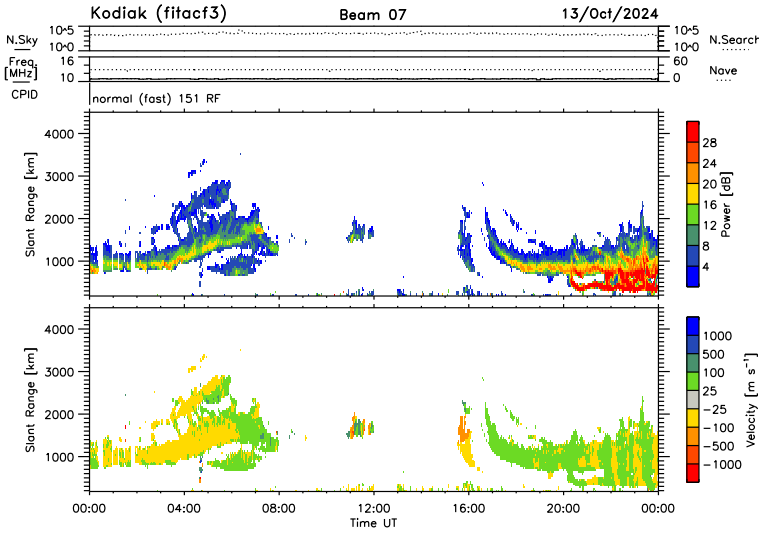 Kodiak (fitacf3) Beam 07 13/Oct/2024
N.Sky 10^5 10^0 10^5 10^0 N.Search
Freq. [MHz] 16 10 60 0 Nave
CPID normal (fast) 151 RF
Slant Range [km] 4000 3000 2000 1000
28 24 20 16 12 8 4 Power [dB]
Slant Range [km] 4000 3000 2000 1000
1000 500 100 25 -25 -100 -500 -1000 Velocity [m s⁻¹]
00:00 04:00 08:00 12:00 16:00 20:00 00:00
Time UT